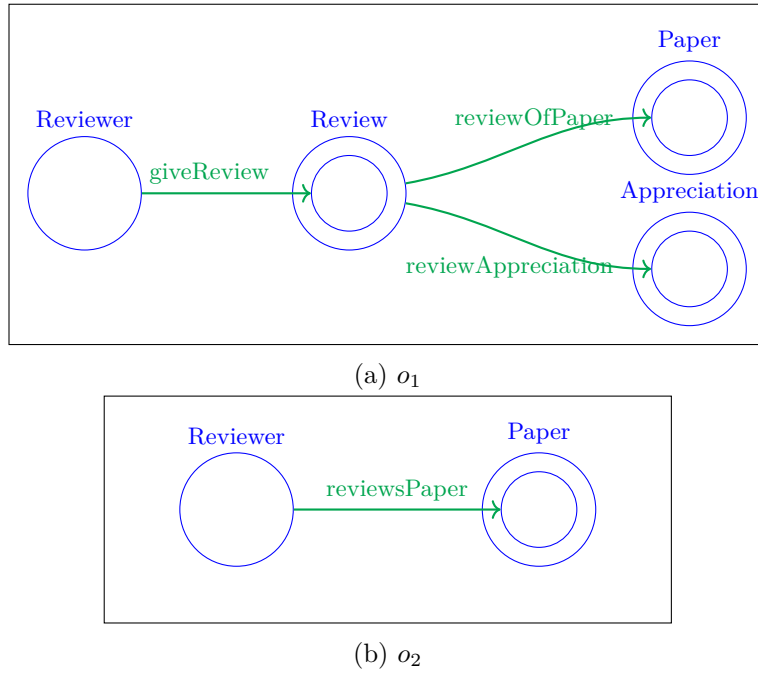 Paper
Reviewer
Review
reviewOfPaper
giveReview
Appreciation
reviewAppreciation
(a) o₁
Paper
Reviewer
reviewsPaper
(b) o₂